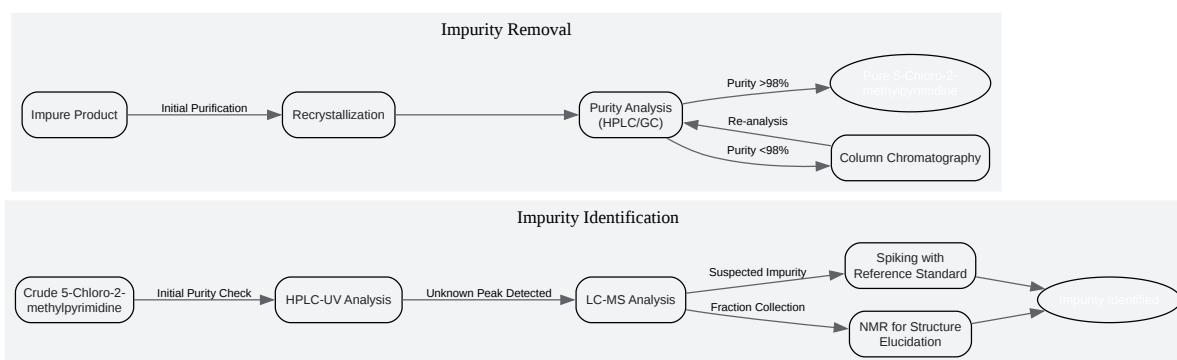 Impurity Removal
Impure Product
Initial Purification
Recrystallization
Purity Analysis
(HPLC/GC)
Purity >98%
Re-analysis
Purity <98%
Pure 5-Chloro-2-
methylpyrimidine
Column Chromatography
Impurity Identification
Crude 5-Chloro-2-
methylpyrimidine
Initial Purity Check
HPLC-UV Analysis
Unknown Peak Detected
LC-MS Analysis
Suspected Impurity
Fraction Collection
Spiking with
Reference Standard
NMR for Structure
Elucidation
Impurity Identified